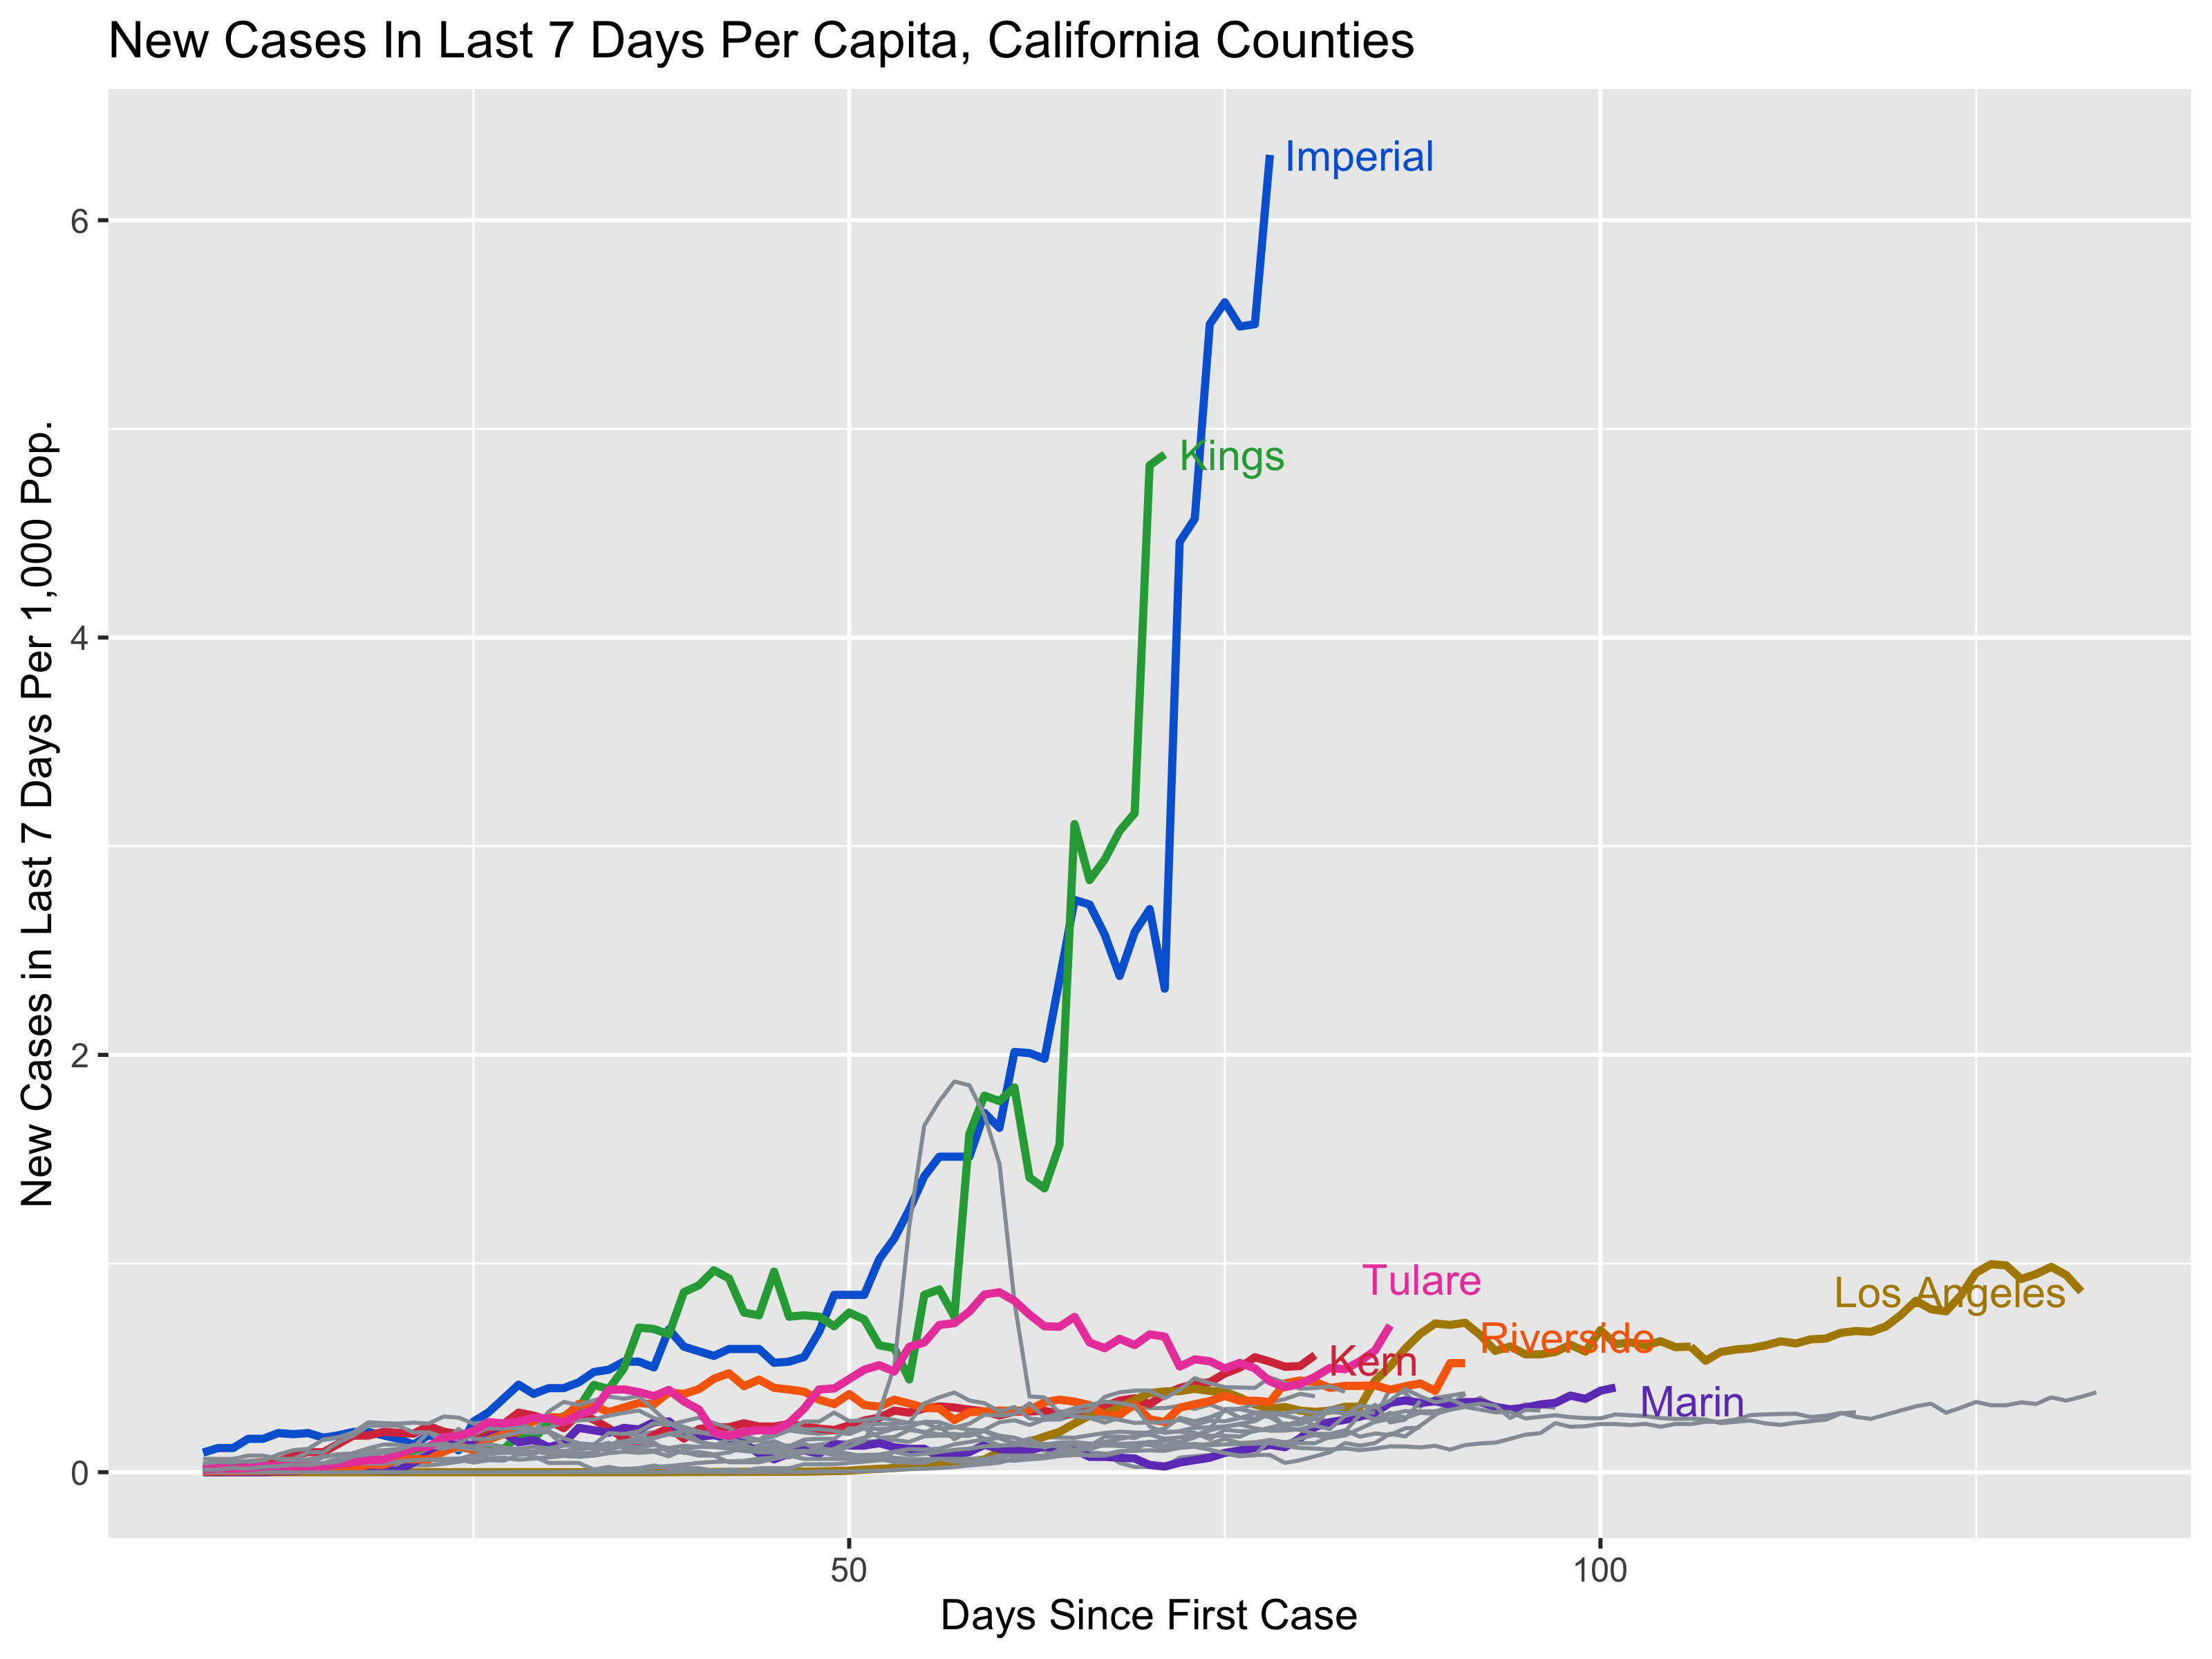 New Cases In Last 7 Days Per Capita, California Counties
New Cases in Last 7 Days Per 1,000 Pop.
6
4
2
0
Imperial
Kings
Tulare
Los Angeles
Riverside
Kern
Marin
50
100
Days Since First Case